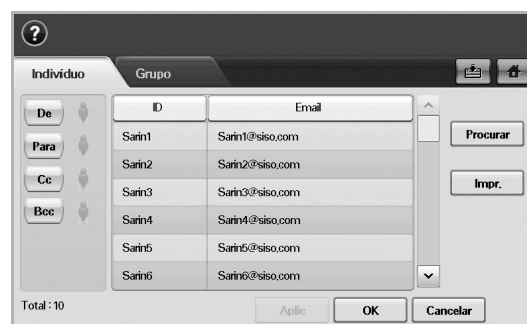 ?
Indivíduo Grupo
De
Para
Cc
Bcc
ID Email
Sarin1 Sarin1@siso.com
Sarin2 Sarin2@siso.com
Sarin3 Sarin3@siso.com
Sarin4 Sarin4@siso.com
Sarin5 Sarin5@siso.com
Sarin6 Sarin6@siso.com
Procurar
Impr.
Total : 10 Aplic OK Cancelar